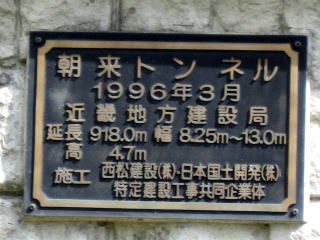 朝来トンネル
1996年3月
近畿地方建設局
延長 918.0m 幅 8.25m~13.0m
高 4.7m
施工 西松建設(株)・日本国土開発(株)
特定建設工事共同企業体